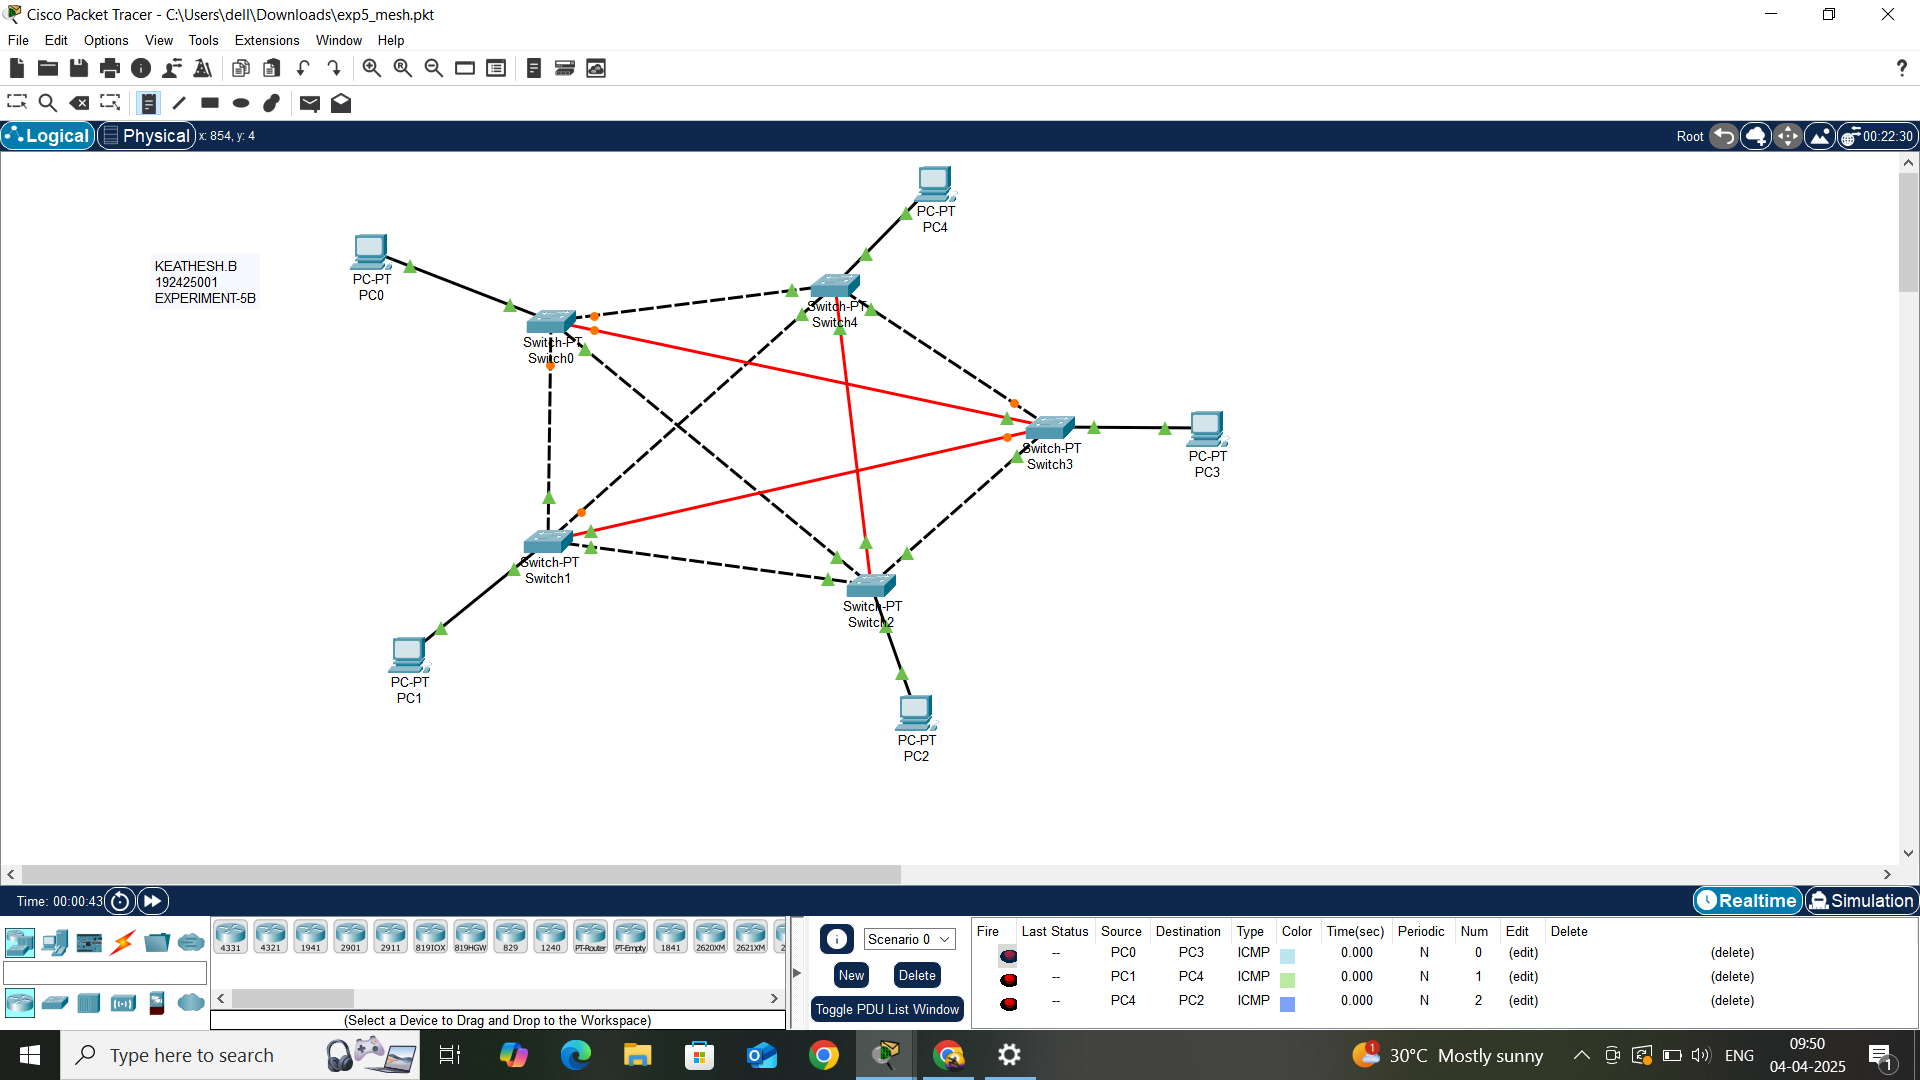 Cisco Packet Tracer - C:\Users\dell\Downloads\exp5_mesh.pkt
File Edit Options View Tools Extensions Window Help
?
Logical Physical x: 854, y: 4 Root 00:22:30
PC-PT
PC4
KEATHESH.B
192425001
EXPERIMENT-5B
PC-PT
PC0
Switch-PT
Switch4
Switch-PT
Switch0
Switch-PT
Switch3
PC-PT
PC3
Switch-PT
Switch1
Switch-PT
Switch2
PC-PT
PC1
PC-PT
PC2
Time: 00:00:43 Realtime Simulation
4331 4321 1941 2901 2911 819IOX 819HGW 829 1240 PT-Router PT-Empty 1841 2620XM 2621XM 2
(Select a Device to Drag and Drop to the Workspace)
Scenario 0
New Delete
Toggle PDU List Window
Fire Last Status Source Destination Type Color Time(sec) Periodic Num Edit Delete
-- PC0 PC3 ICMP 0.000 N 0 (edit) (delete)
-- PC1 PC4 ICMP 0.000 N 1 (edit) (delete)
-- PC4 PC2 ICMP 0.000 N 2 (edit) (delete)
Type here to search
1 30°C Mostly sunny ENG
09:50
04-04-2025
1